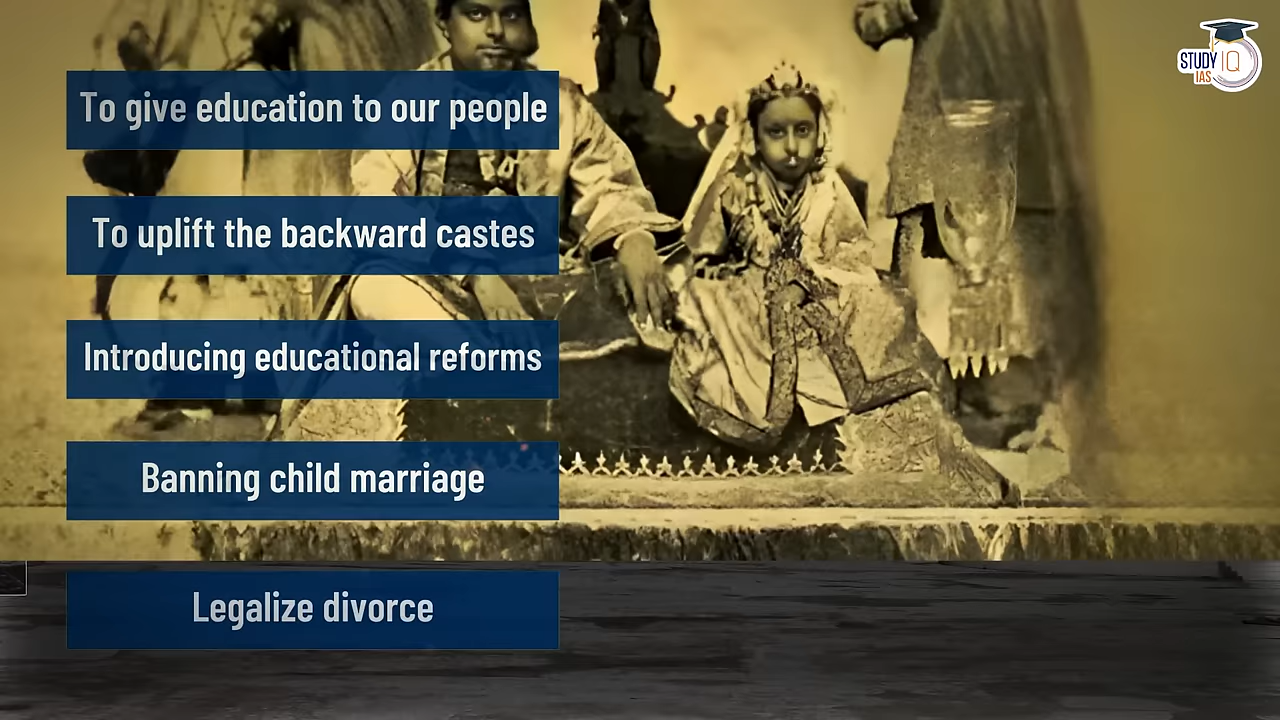 STUDY IQ
IAS
To give education to our people
To uplift the backward castes
Introducing educational reforms
Banning child marriage
Legalize divorce